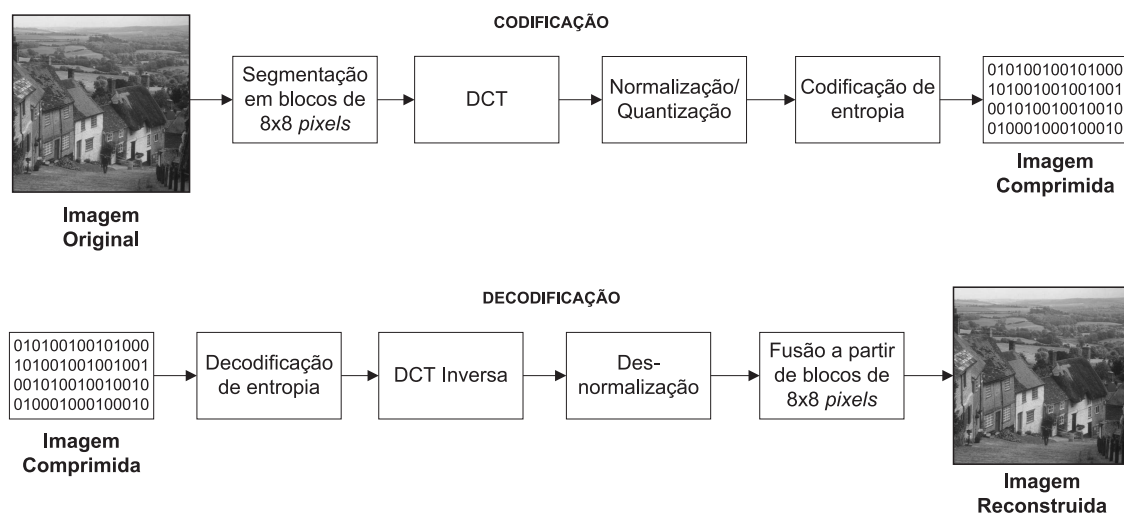 CODIFICAÇÃO
Segmentação
em blocos de
8x8 pixels
DCT
Normalização/
Quantização
Codificação de
entropia
010100100101000
101001001001001
001010010010010
010001000100010
Imagem
Original
Imagem
Comprimida
DECODIFICAÇÃO
010100100101000
101001001001001
001010010010010
010001000100010
Decodificação
de entropia
DCT Inversa
Des-
normalização
Fusão a partir
de blocos de
8x8 pixels
Imagem
Comprimida
Imagem
Reconstruida